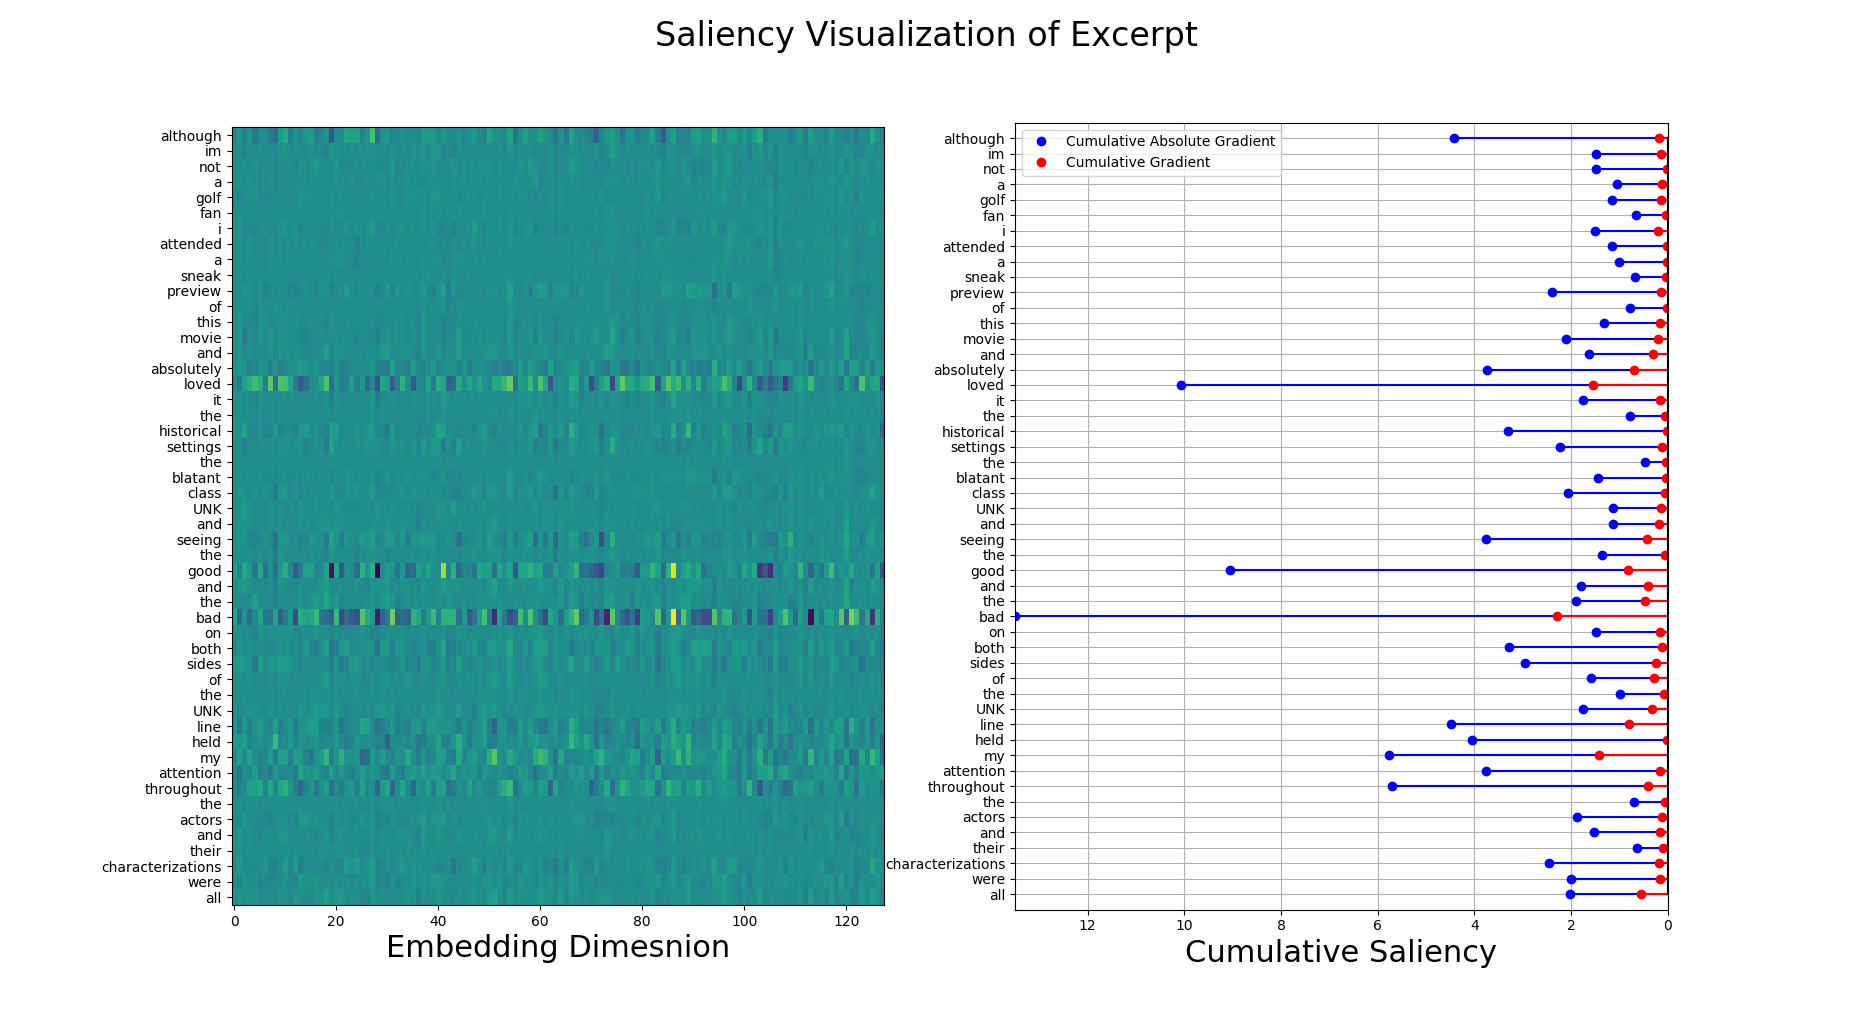 Saliency Visualization of Excerpt
although
im
not
a
golf
fan
i
attended
a
sneak
preview
of
this
movie
and
absolutely
loved
it
the
historical
settings
the
blatant
class
UNK
and
seeing
the
good
and
the
bad
on
both
sides
of
the
UNK
line
held
my
attention
throughout
the
actors
and
their
characterizations
were
all
0 20 40 60 80 100 120
Embedding Dimesnion
Cumulative Absolute Gradient
Cumulative Gradient
although
im
not
a
golf
fan
i
attended
a
sneak
preview
of
this
movie
and
absolutely
loved
it
the
historical
settings
the
blatant
class
UNK
and
seeing
the
good
and
the
bad
on
both
sides
of
the
UNK
line
held
my
attention
throughout
the
actors
and
their
characterizations
were
all
12 10 8 6 4 2 0
Cumulative Saliency